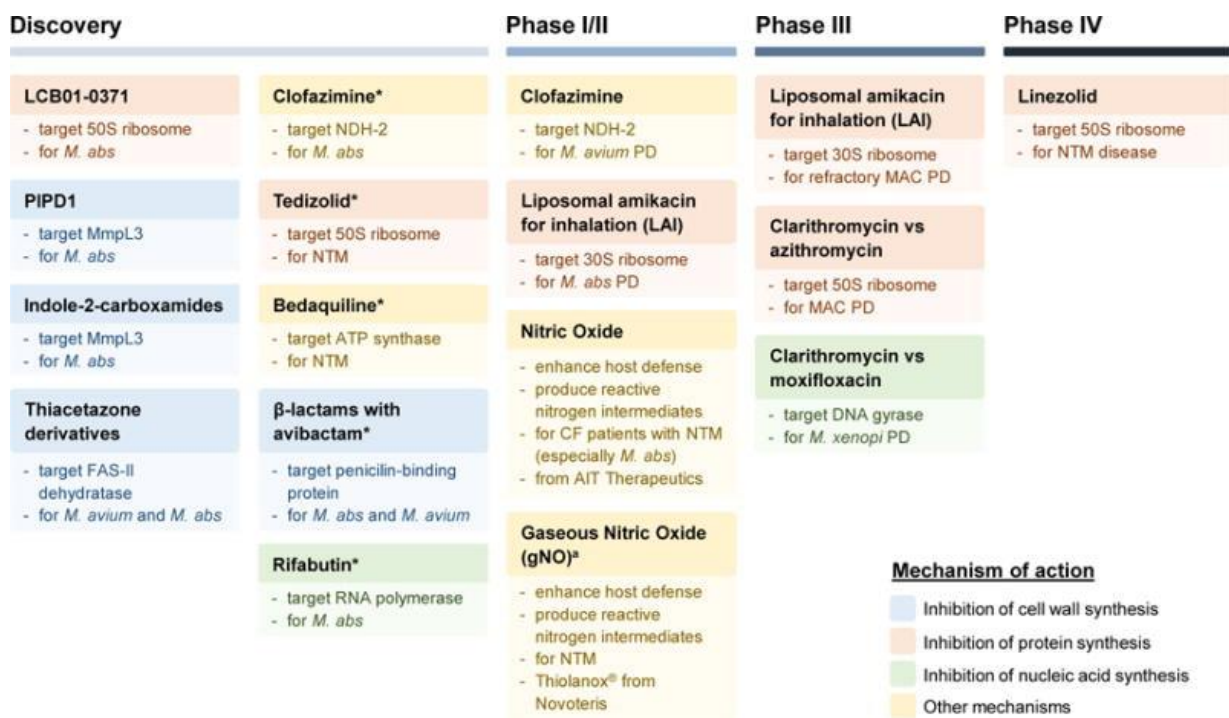 Discovery
LCB01-0371
- target 50S ribosome
- for M. abs
PIPD1
- target MmpL3
- for M. abs
Indole-2-carboxamides
- target MmpL3
- for M. abs
Thiacetazone
derivatives
- target FAS-II
dehydratase
- for M. avium and M. abs
Clofazimine*
- target NDH-2
- for M. abs
Tedizolid*
- target 50S ribosome
- for NTM
Bedaquiline*
- target ATP synthase
- for NTM
β-lactams with
avibactam*
- target penicilin-binding
protein
- for M. abs and M. avium
Rifabutin*
- target RNA polymerase
- for M. abs
Phase I/II
Clofazimine
- target NDH-2
- for M. avium PD
Liposomal amikacin
for inhalation (LAI)
- target 30S ribosome
- for M. abs PD
Nitric Oxide
- enhance host defense
- produce reactive
nitrogen intermediates
- for CF patients with NTM
(especially M. abs)
- from AIT Therapeutics
Gaseous Nitric Oxide
(gNO)ª
- enhance host defense
- produce reactive
nitrogen intermediates
- for NTM
- Thiolanox® from
Novoteris
Phase III
Liposomal amikacin
for inhalation (LAI)
- target 30S ribosome
- for refractory MAC PD
Clarithromycin vs
azithromycin
- target 50S ribosome
- for MAC PD
Clarithromycin vs
moxifloxacin
- target DNA gyrase
- for M. xenopi PD
Phase IV
Linezolid
- target 50S ribosome
- for NTM disease
Mechanism of action
Inhibition of cell wall synthesis
Inhibition of protein synthesis
Inhibition of nucleic acid synthesis
Other mechanisms